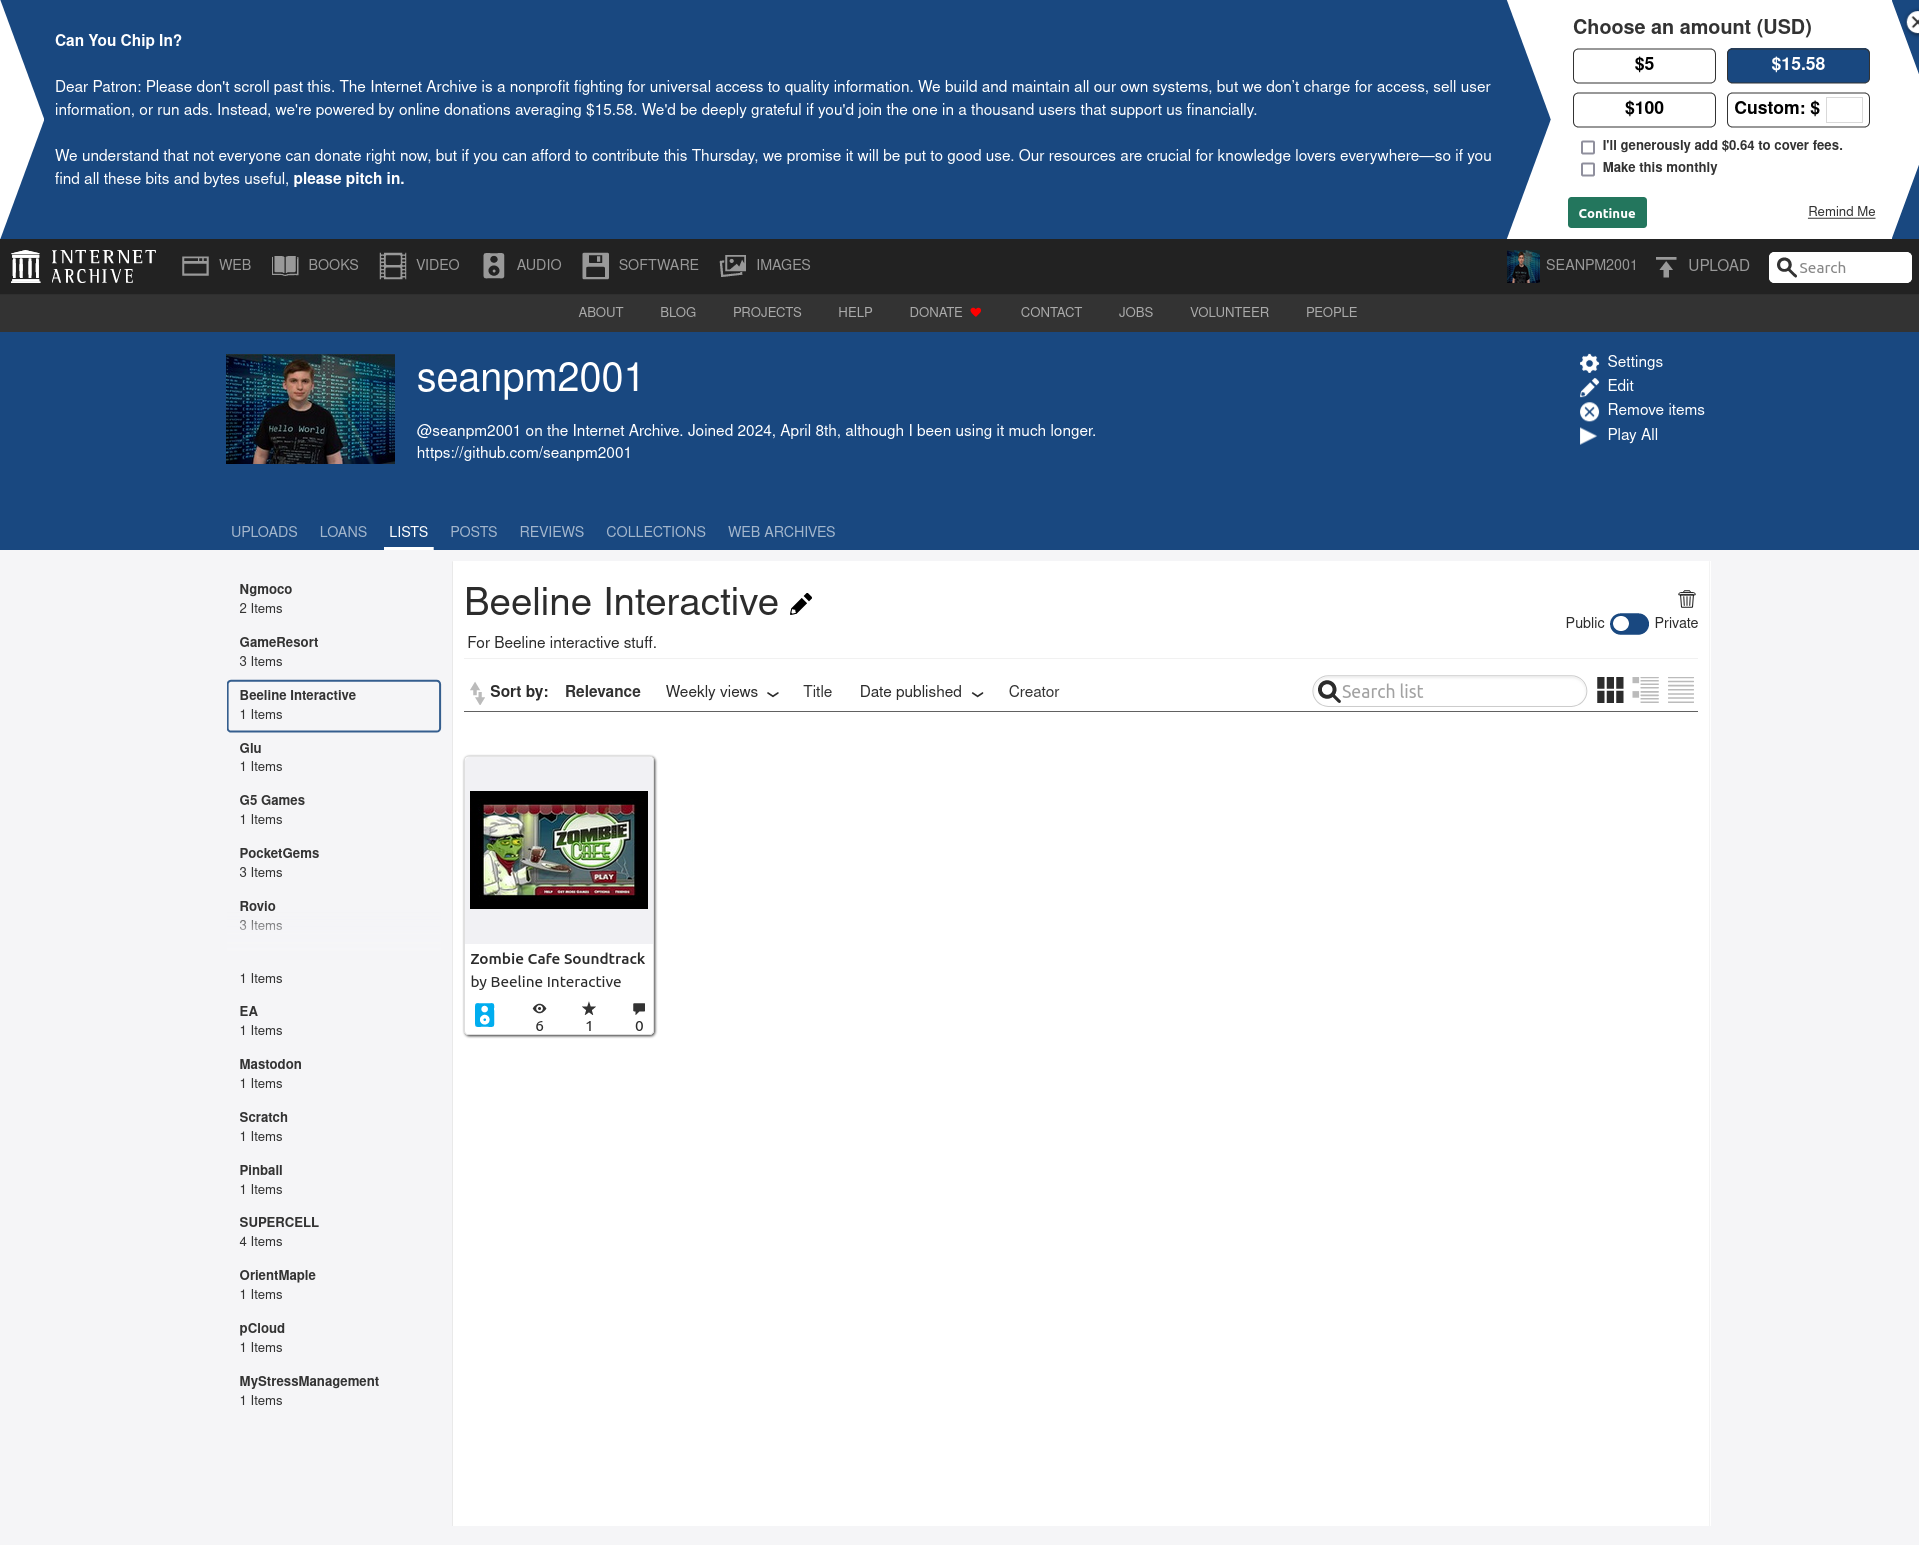 Can You Chip In?
Dear Patron: Please don't scroll past this. The Internet Archive is a nonprofit fighting for universal access to quality information. We build and maintain all our own systems, but we don’t charge for access, sell user
information, or run ads. Instead, we're powered by online donations averaging $15.58. We'd be deeply grateful if you'd join the one in a thousand users that support us financially.
We understand that not everyone can donate right now, but if you can afford to contribute this Thursday, we promise it will be put to good use. Our resources are crucial for knowledge lovers everywhere—so if you
find all these bits and bytes useful, please pitch in.
Choose an amount (USD)
$5 $15.58
$100 Custom: $
I'll generously add $0.64 to cover fees.
Make this monthly
Continue Remind Me
INTERNET ARCHIVE WEB BOOKS VIDEO AUDIO SOFTWARE IMAGES SEANPM2001 UPLOAD Search
ABOUT BLOG PROJECTS HELP DONATE CONTACT JOBS VOLUNTEER PEOPLE
Hello World
seanpm2001
@seanpm2001 on the Internet Archive. Joined 2024, April 8th, although I been using it much longer.
https://github.com/seanpm2001
Settings
Edit
Remove items
Play All
UPLOADS LOANS LISTS POSTS REVIEWS COLLECTIONS WEB ARCHIVES
Ngmoco
2 Items
GameResort
3 Items
Beeline Interactive
1 Items
Glu
1 Items
G5 Games
1 Items
PocketGems
3 Items
Rovio
3 Items
1 Items
EA
1 Items
Mastodon
1 Items
Scratch
1 Items
Pinball
1 Items
SUPERCELL
4 Items
OrientMaple
1 Items
pCloud
1 Items
MyStressManagement
1 Items
Beeline Interactive
For Beeline interactive stuff.
Public Private
Sort by: Relevance Weekly views Title Date published Creator Search list
ZOMBIE
CAFE
PLAY
Zombie Cafe Soundtrack
by Beeline Interactive
6 1 0